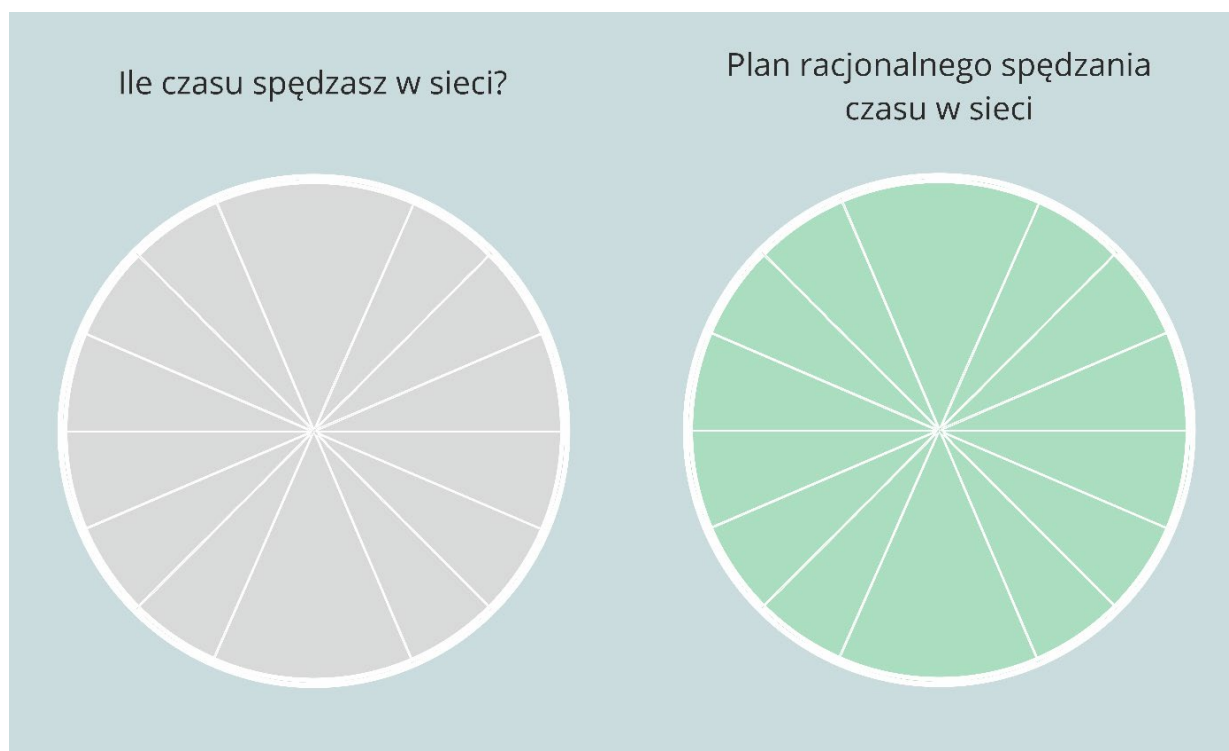 Ile czasu spędzasz w sieci?
Plan racjonalnego spędzania
czasu w sieci